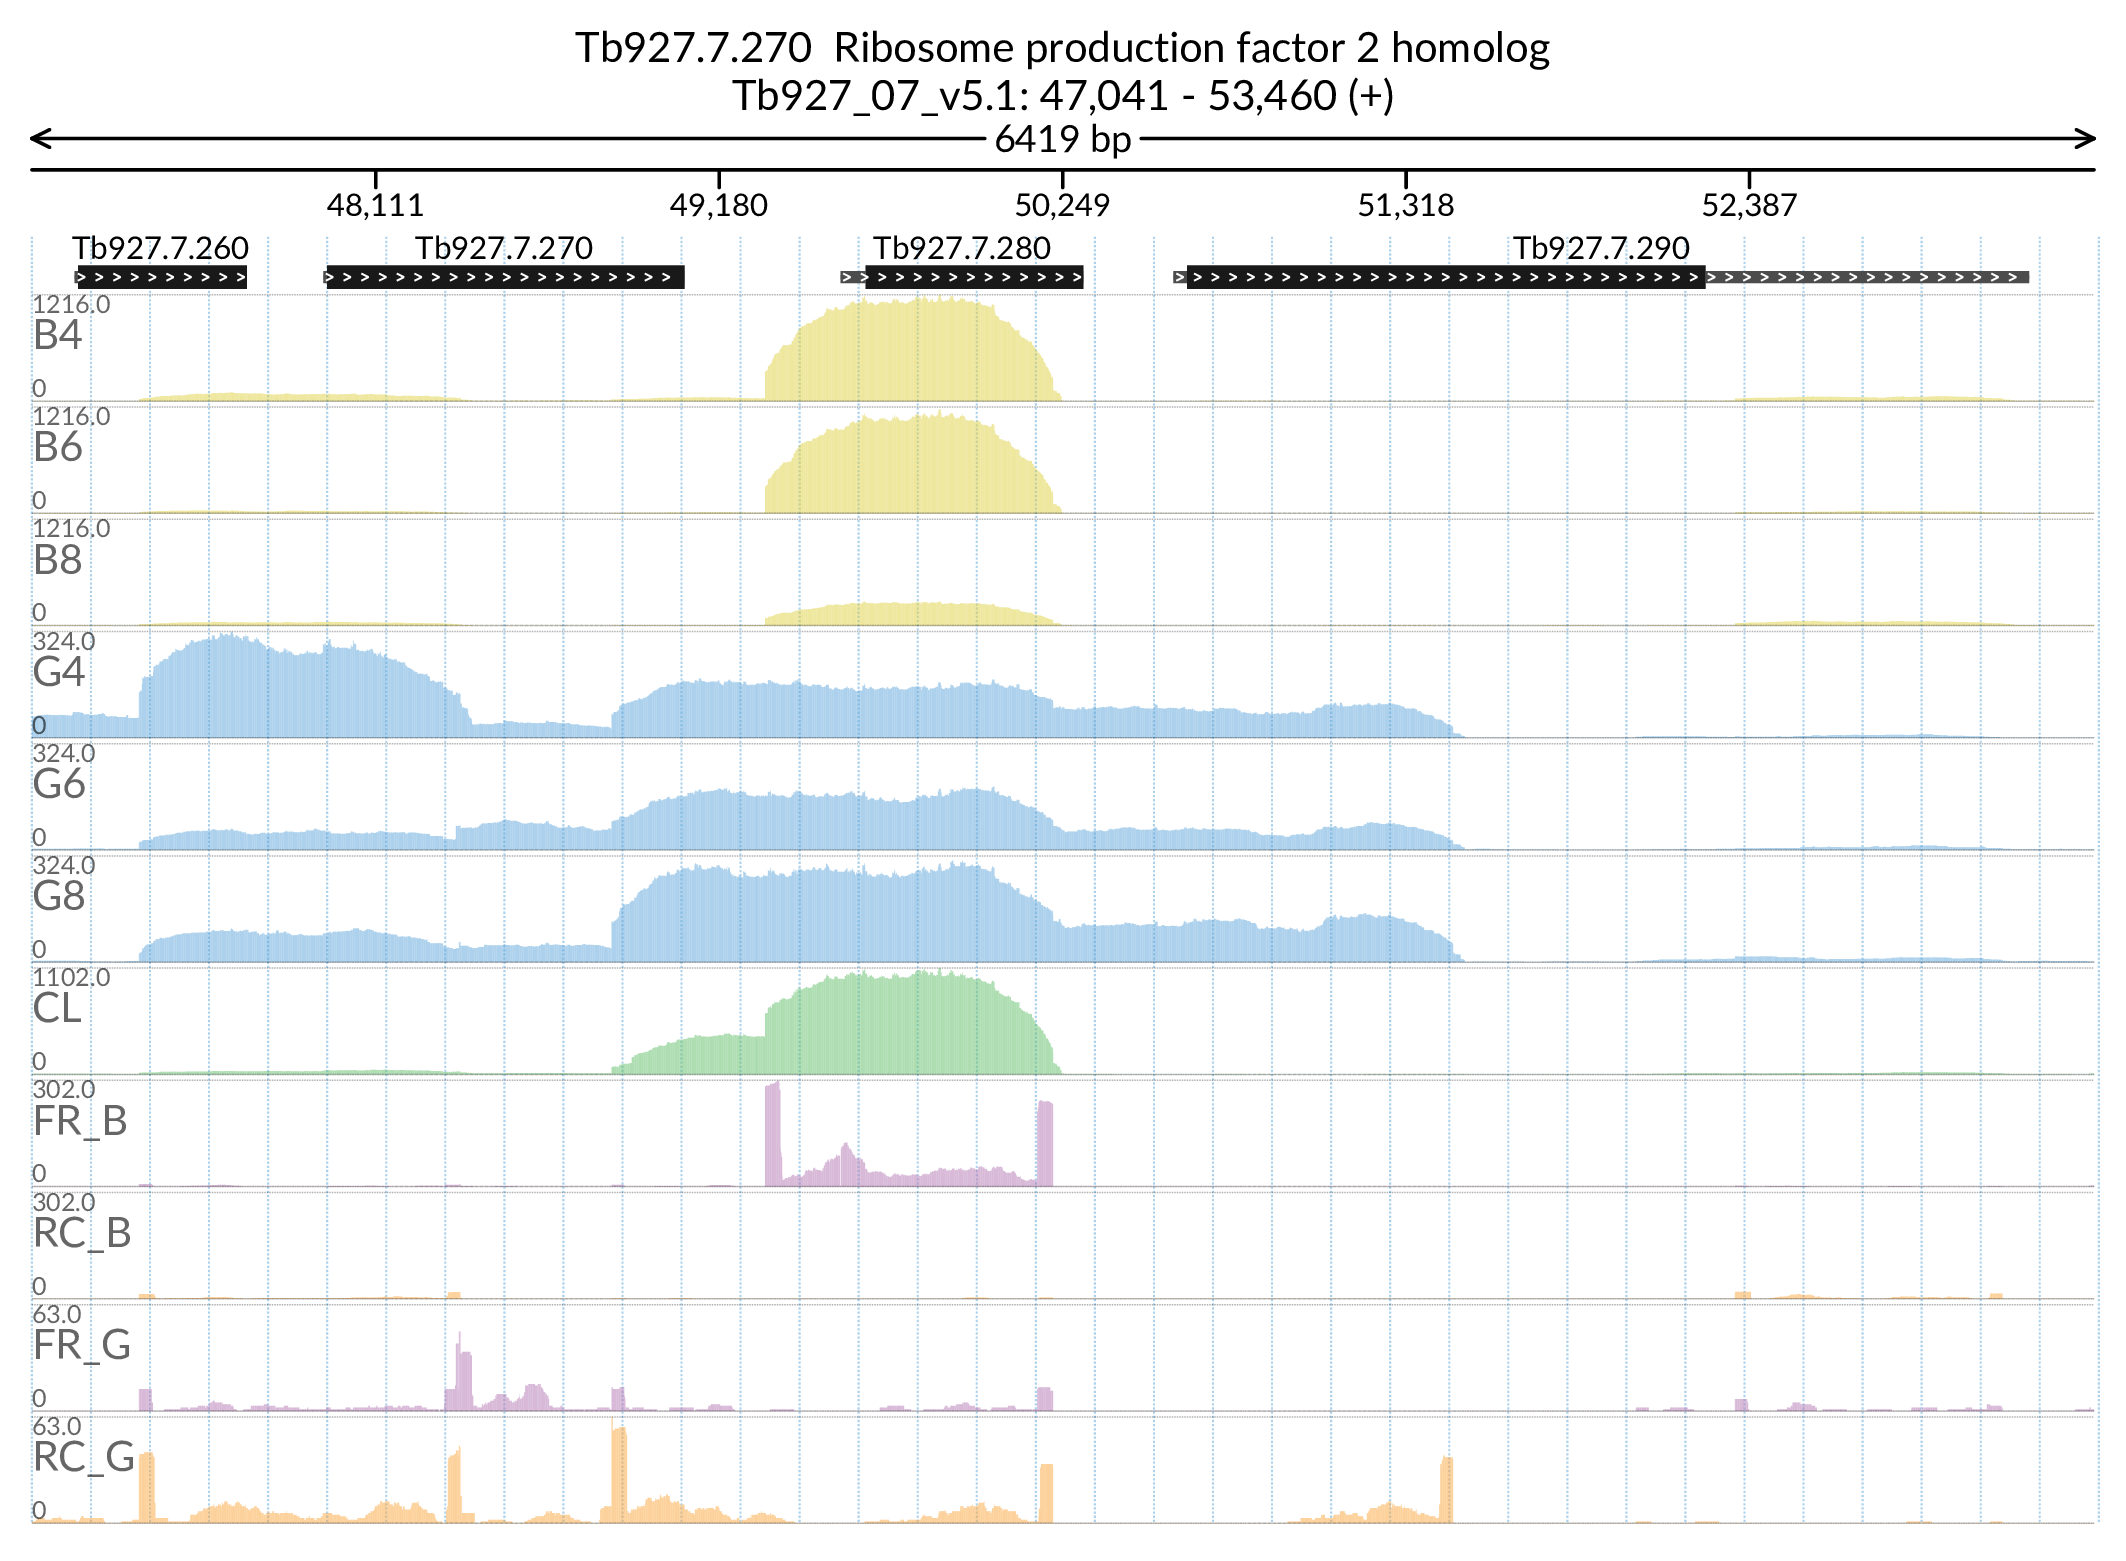 Tb927.7.270  Ribosome production factor 2 homolog
Tb927_07_v5.1: 47,041 - 53,460 (+)
6419 bp
48,111 49,180 50,249 51,318 52,387
Tb927.7.260 Tb927.7.270 Tb927.7.280 Tb927.7.290
1216.0
B4
0
1216.0
B6
0
1216.0
B8
0
324.0
G4
0
324.0
G6
0
324.0
G8
0
1102.0
CL
0
302.0
FR_B
0
302.0
RC_B
0
63.0
FR_G
0
63.0
RC_G
0